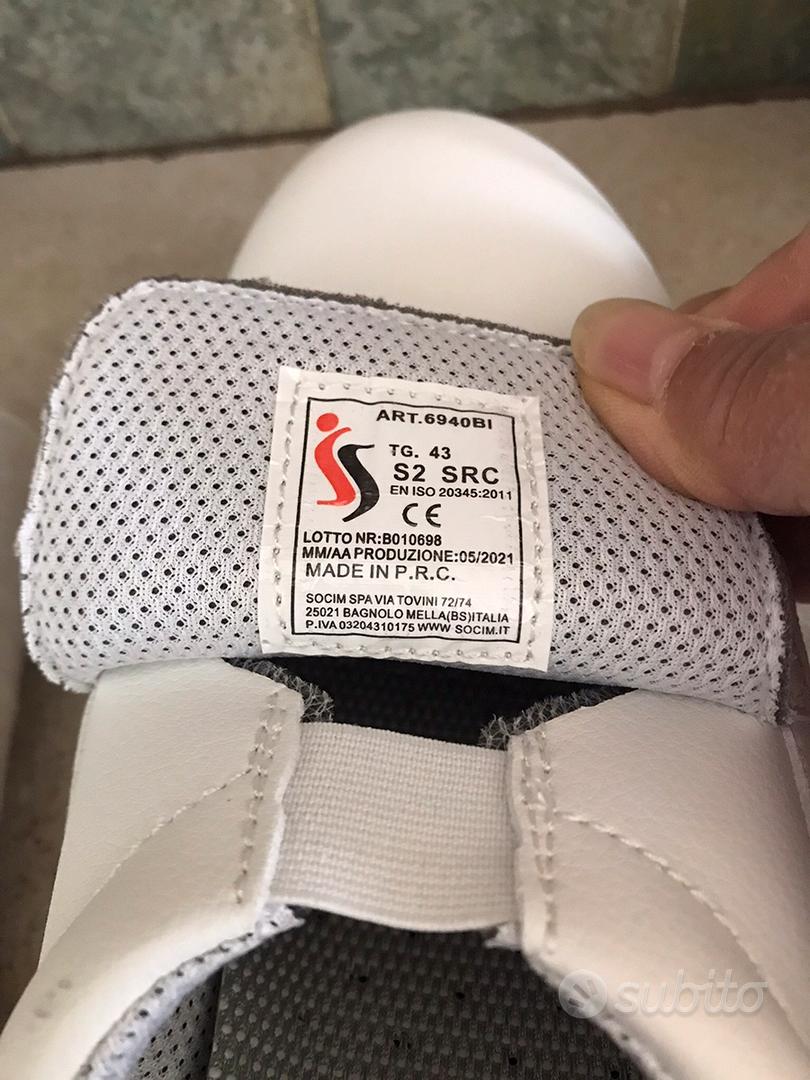 ART.6940BI
TG. 43
S2 SRC
EN ISO 20345:2011
CE
LOTTO NR:B010698
MM/AA PRODUZIONE:05/2021
MADE IN P.R.C.
SOCIM SPA VIA TOVINI 72/74
25021 BAGNOLO MELLA(BS)ITALIA
P.IVA 03204310175 WWW SOCIM.IT
subito